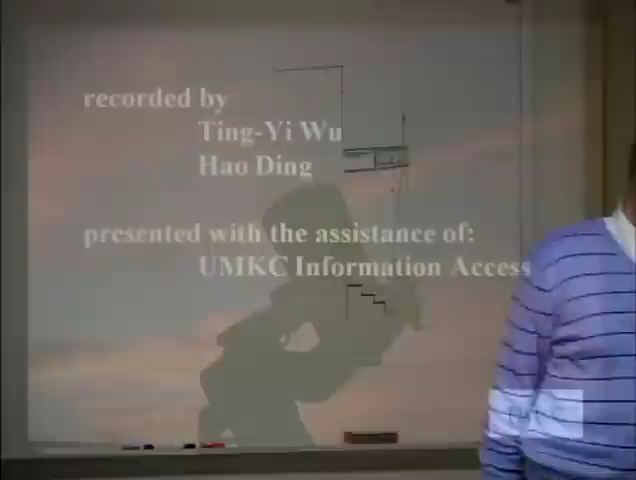 recorded by
Ting-Yi Wu
Hao Ding
presented with the assistance of:
UMKC Information Access